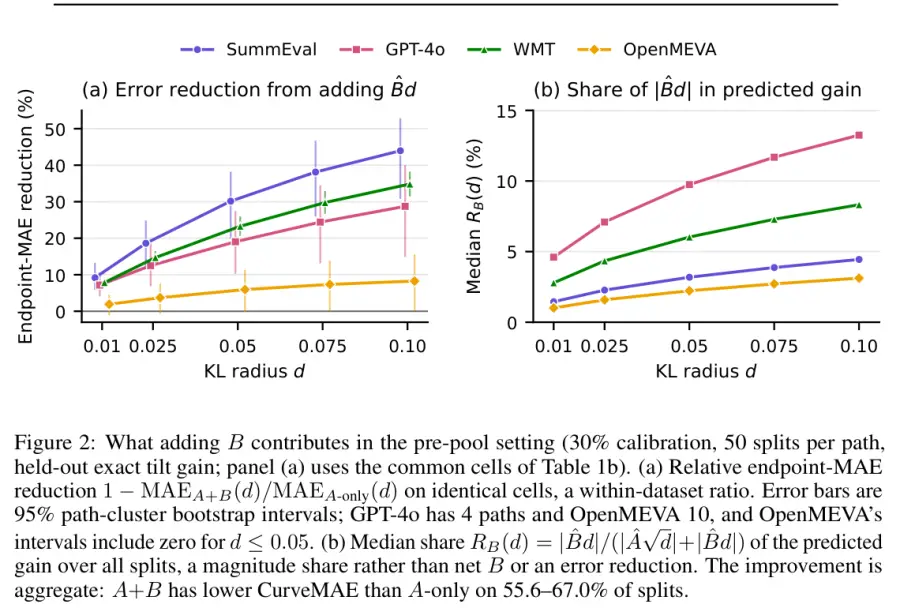 SummEval GPT-4o WMT OpenMEVA
(a) Error reduction from adding B̂d
Endpoint-MAE reduction (%)
50
40
30
20
10
0
0.01 0.025 0.05 0.075 0.10
KL radius d
(b) Share of |B̂d| in predicted gain
Median R_B(d) (%)
15
10
5
0
0.01 0.025 0.05 0.075 0.10
KL radius d
Figure 2: What adding B contributes in the pre-pool setting (30% calibration, 50 splits per path,
held-out exact tilt gain; panel (a) uses the common cells of Table 1b). (a) Relative endpoint-MAE
reduction 1 − MAE_{A+B}(d)/MAE_{A-only}(d) on identical cells, a within-dataset ratio. Error bars are
95% path-cluster bootstrap intervals; GPT-4o has 4 paths and OpenMEVA 10, and OpenMEVA's
intervals include zero for d ≤ 0.05. (b) Median share R_B(d) = |B̂d|/(|Â√d|+|B̂d|) of the predicted
gain over all splits, a magnitude share rather than net B or an error reduction. The improvement is
aggregate: A+B has lower CurveMAE than A-only on 55.6–67.0% of splits.